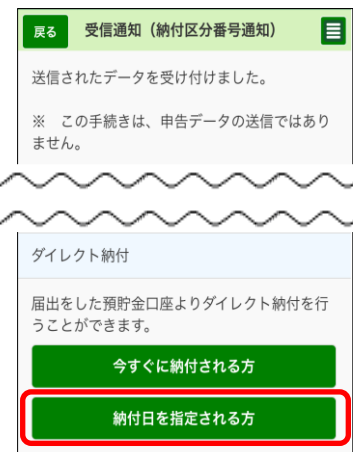 戻る 受信通知（納付区分番号通知）
送信されたデータを受け付けました。
※　この手続きは、申告データの送信ではあり
ません。
ダイレクト納付
届出をした預貯金口座よりダイレクト納付を行
うことができます。
今すぐに納付される方
納付日を指定される方